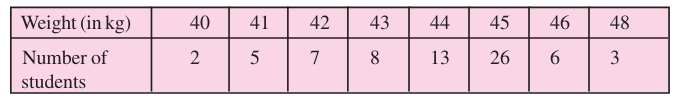 Weight (in kg) 40 41 42 43 44 45 46 48
Number of 2 5 7 8 13 26 6 3
students